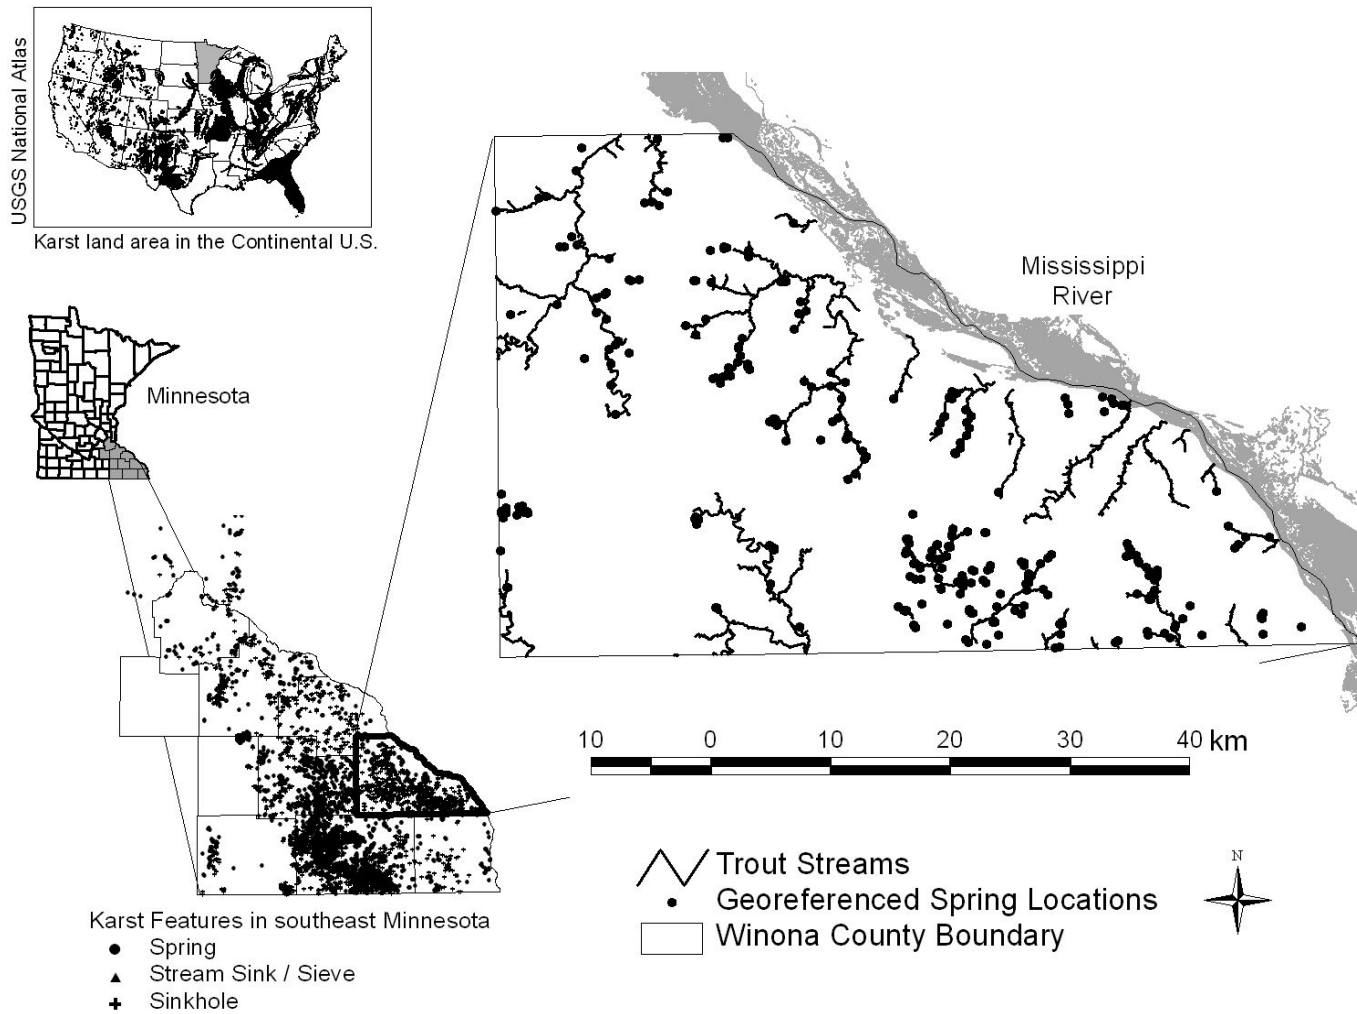 USGS National Atlas
Karst land area in the Continental U.S.
Minnesota
Mississippi
River
10 0 10 20 30 40 km
Trout Streams
Georeferenced Spring Locations
Winona County Boundary
N
Karst Features in southeast Minnesota
Spring
Stream Sink / Sieve
Sinkhole